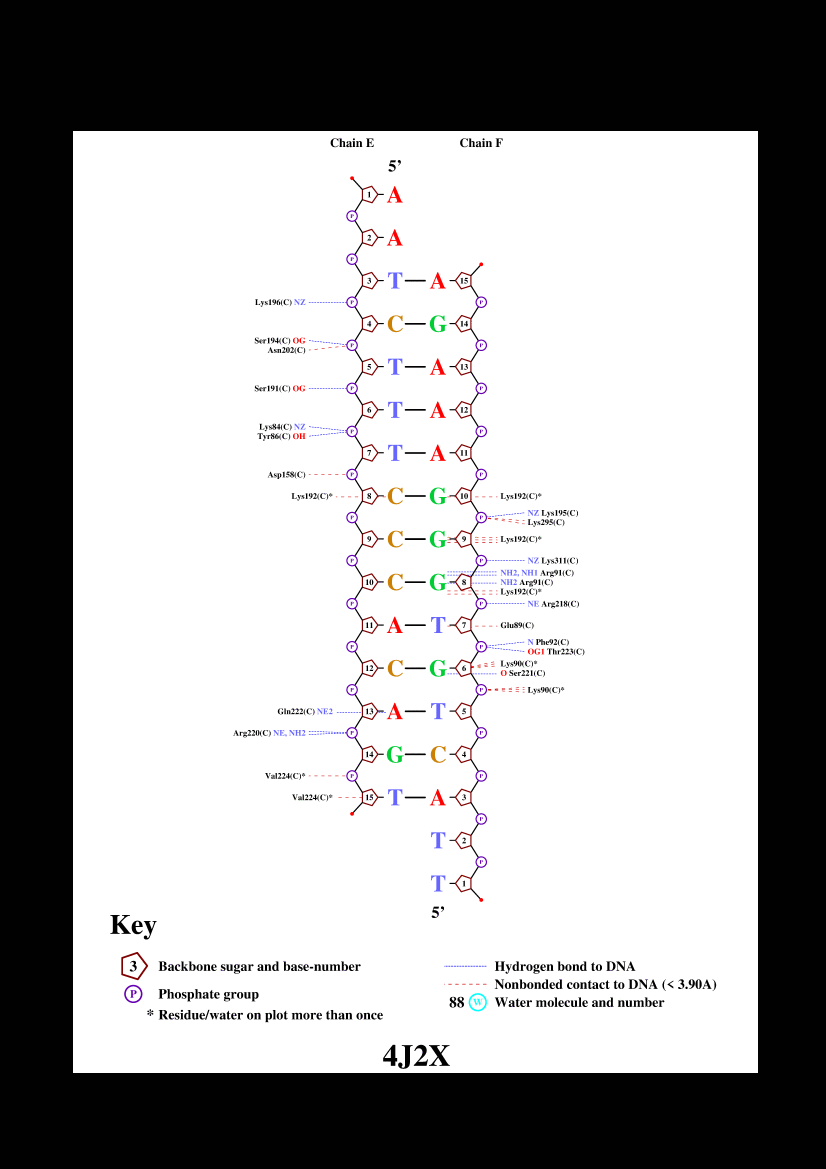 Chain E Chain F
5’
1 A
P
2 A
P
3 T A 15
Lys196(C) NZ P P
4 C G 14
Ser194(C) OG P P
Asn202(C)
5 T A 13
Ser191(C) OG P P
6 T A 12
Lys84(C) NZ P P
Tyr86(C) OH
7 T A 11
Asp158(C) P P
Lys192(C)* 8 C G 10 Lys192(C)*
P P NZ Lys195(C)
Lys295(C)
9 C G 9 Lys192(C)*
P P NZ Lys311(C)
NH2, NH1 Arg91(C)
10 C G 8 NH2 Arg91(C)
Lys192(C)*
P P NE Arg218(C)
11 A T 7 Glu89(C)
P P N Phe92(C)
OG1 Thr223(C)
Lys90(C)*
12 C G 6
O Ser221(C)
P P Lys90(C)*
Gln222(C) NE2 13 A T 5
Arg220(C) NE, NH2 P P
14 G C 4
Val224(C)* P P
Val224(C)* 15 T A 3
P
T 2
P
T 1
5’
Key
3 Backbone sugar and base-number
P Phosphate group
* Residue/water on plot more than once
Hydrogen bond to DNA
Nonbonded contact to DNA (< 3.90A)
88 W Water molecule and number
4J2X